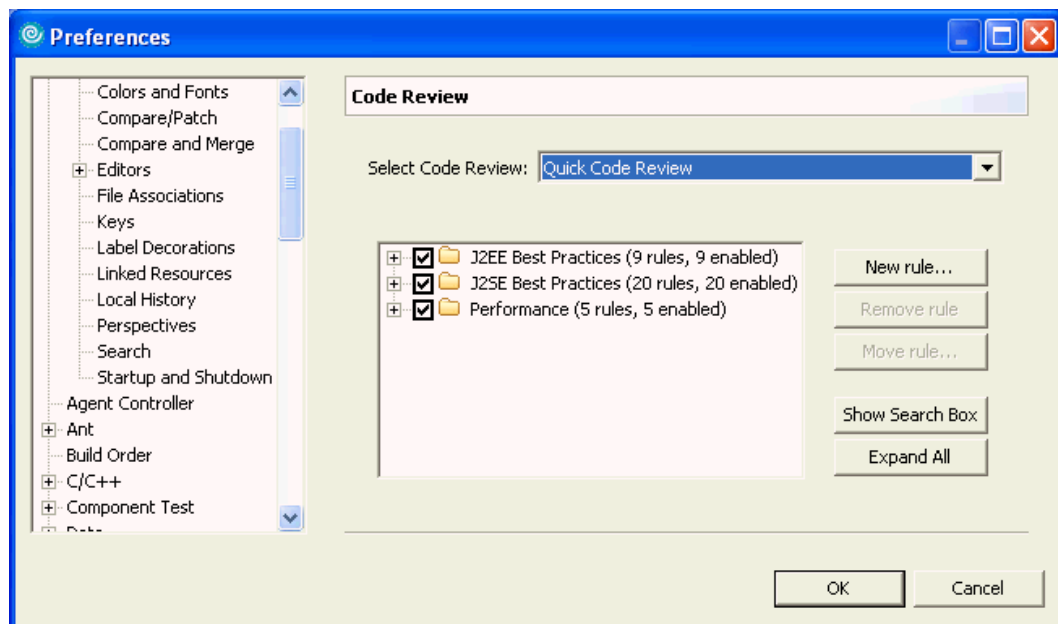 Preferences
Colors and Fonts
Compare/Patch
Compare and Merge
Editors
File Associations
Keys
Label Decorations
Linked Resources
Local History
Perspectives
Search
Startup and Shutdown
Agent Controller
Ant
Build Order
C/C++
Component Test
Code Review
Select Code Review: Quick Code Review
J2EE Best Practices (9 rules, 9 enabled)
J2SE Best Practices (20 rules, 20 enabled)
Performance (5 rules, 5 enabled)
New rule...
Remove rule
Move rule...
Show Search Box
Expand All
OK Cancel